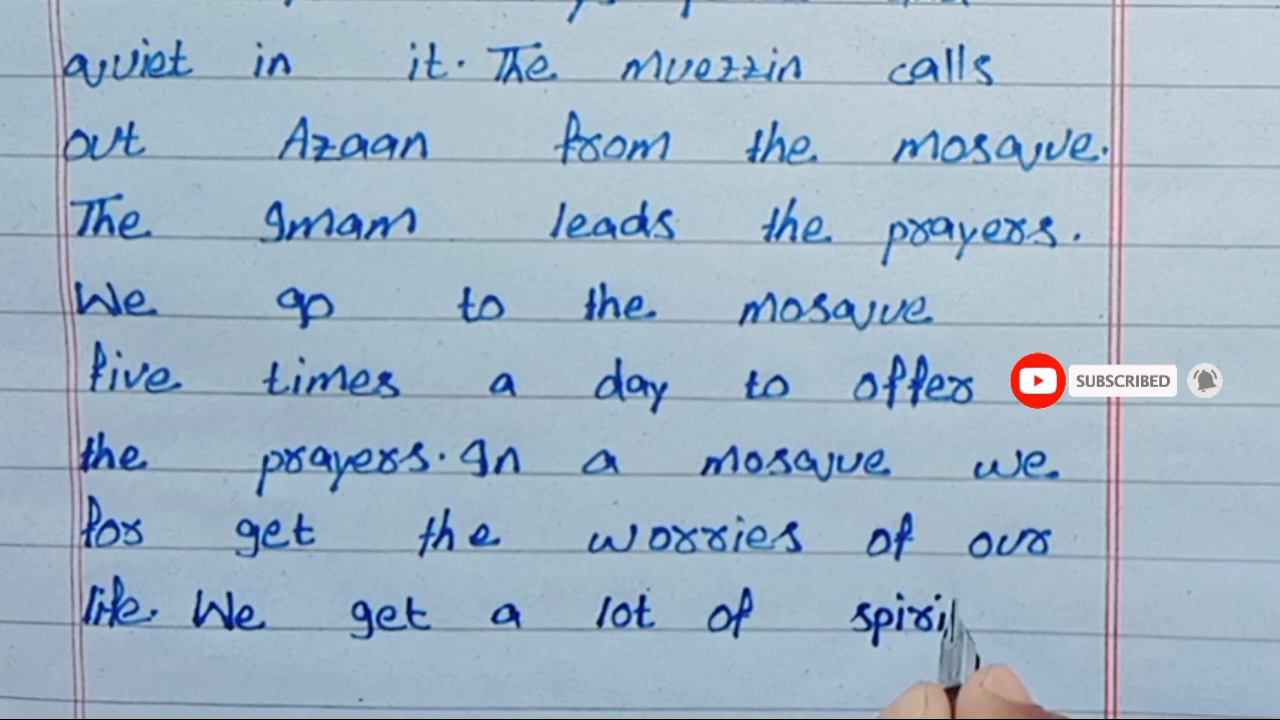 quiet in it. The muezzin calls
out Azaan from the mosque.
The Imam leads the prayers.
We go to the mosque
five times a day to offer
SUBSCRIBED
the prayers. In a mosque we
for get the worries of our
life. We get a lot of spiri